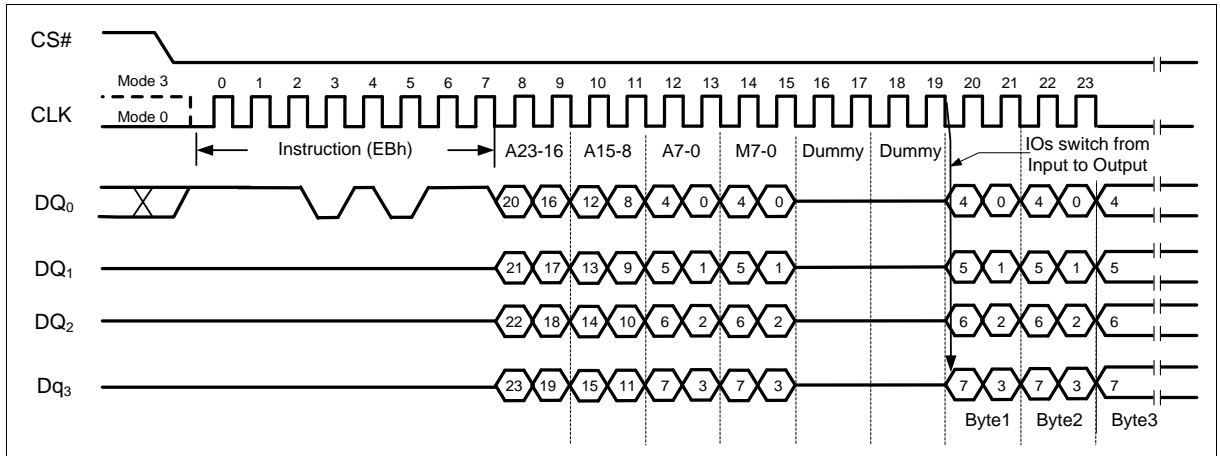 CS#
Mode 3
0 1 2 3 4 5 6 7 8 9 10 11 12 13 14 15 16 17 18 19 20 21 22 23
CLK
Mode 0
Instruction (EBh)
A23-16 A15-8 A7-0 M7-0 Dummy Dummy
IOs switch from
Input to Output
DQ0 20 16 12 8 4 0 4 0 4 0 4 0 4
DQ1 21 17 13 9 5 1 5 1 5 1 5 1 5
DQ2 22 18 14 10 6 2 6 2 6 2 6 2 6
Dq3 23 19 15 11 7 3 7 3 7 3 7 3 7
Byte1 Byte2 Byte3